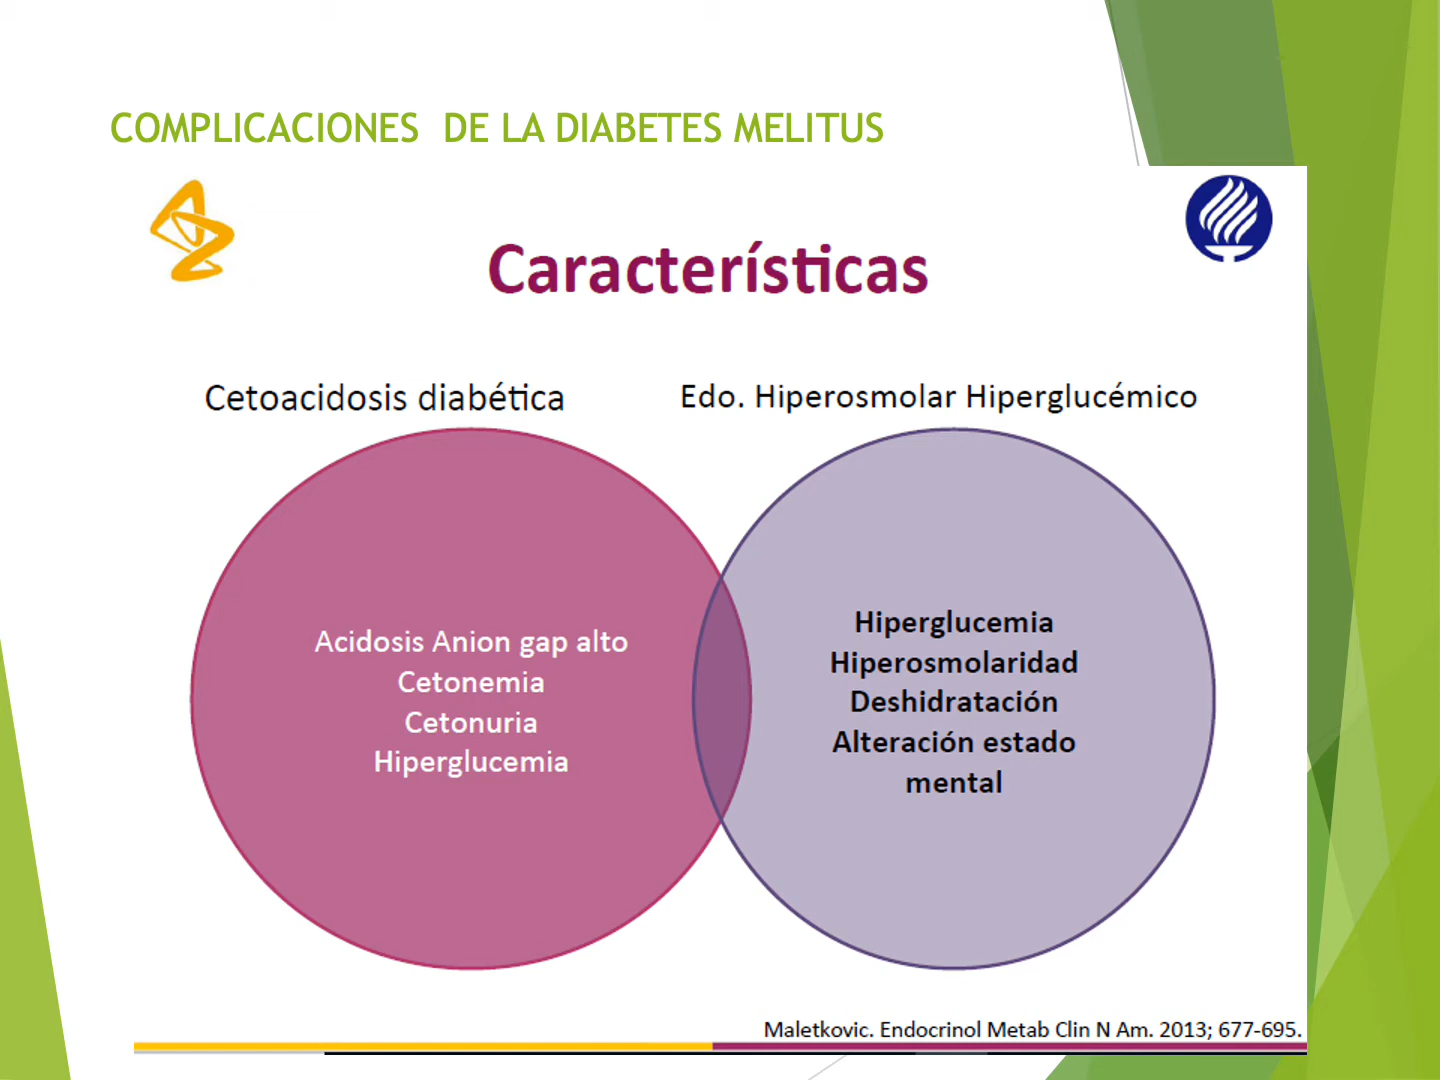 COMPLICACIONES DE LA DIABETES MELITUS
Características
Cetoacidosis diabética
Edo. Hiperosmolar Hiperglucémico
Acidosis Anion gap alto
Cetonemia
Cetonuria
Hiperglucemia
Hiperglucemia
Hiperosmolaridad
Deshidratación
Alteración estado
mental
Maletkovic. Endocrinol Metab Clin N Am. 2013; 677-695.